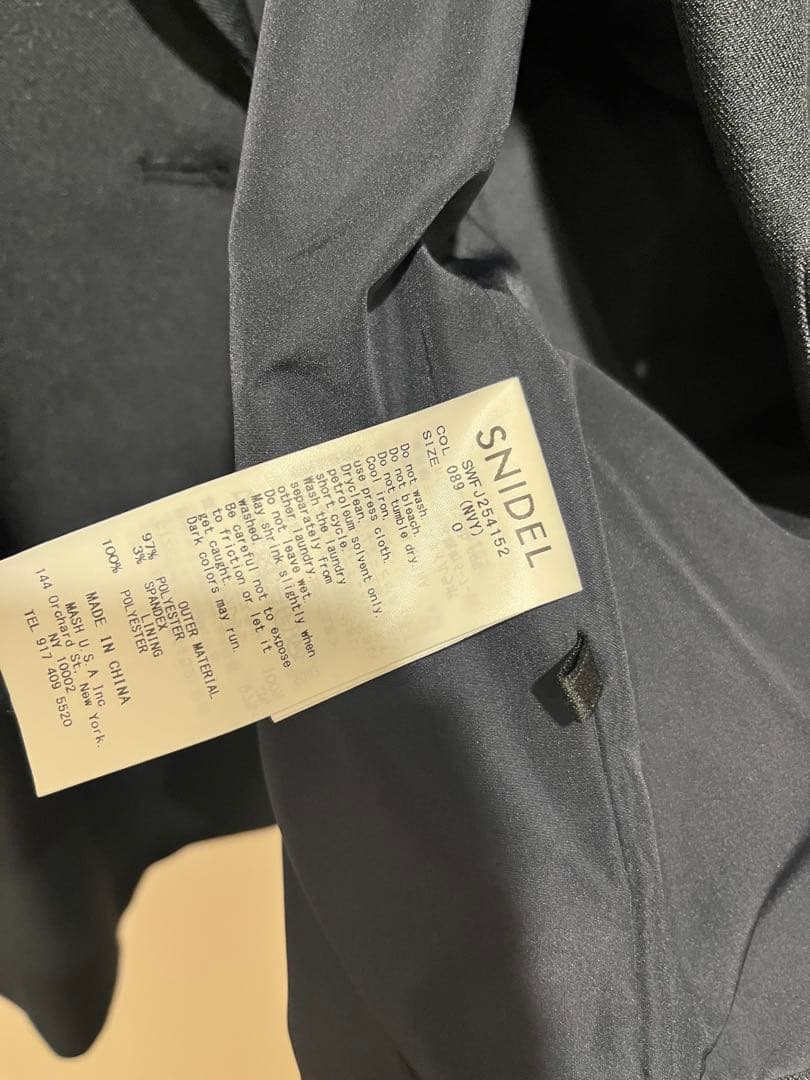 SNIDEL
SWFJ254152
COL 089 (NVY)
SIZE 0
Do not wash.
Do not bleach.
Do not tumble dry
Cool iron.
use press cloth.
Dryclean.
petroleum solvent only.
short cycle.
Wash the laundry
separately from
other laundry.
Do not leave wet.
May shrink slightly when
washed.
Be careful not to expose
to friction or let it
get caught.
Dark colors may run.
OUTER MATERIAL
97% POLYESTER
3% SPANDEX
LINING
100% POLYESTER
MADE IN CHINA
MASH U.S.A Inc
144 Orchard St, New York.
NY 10002
TEL 917 409 5520